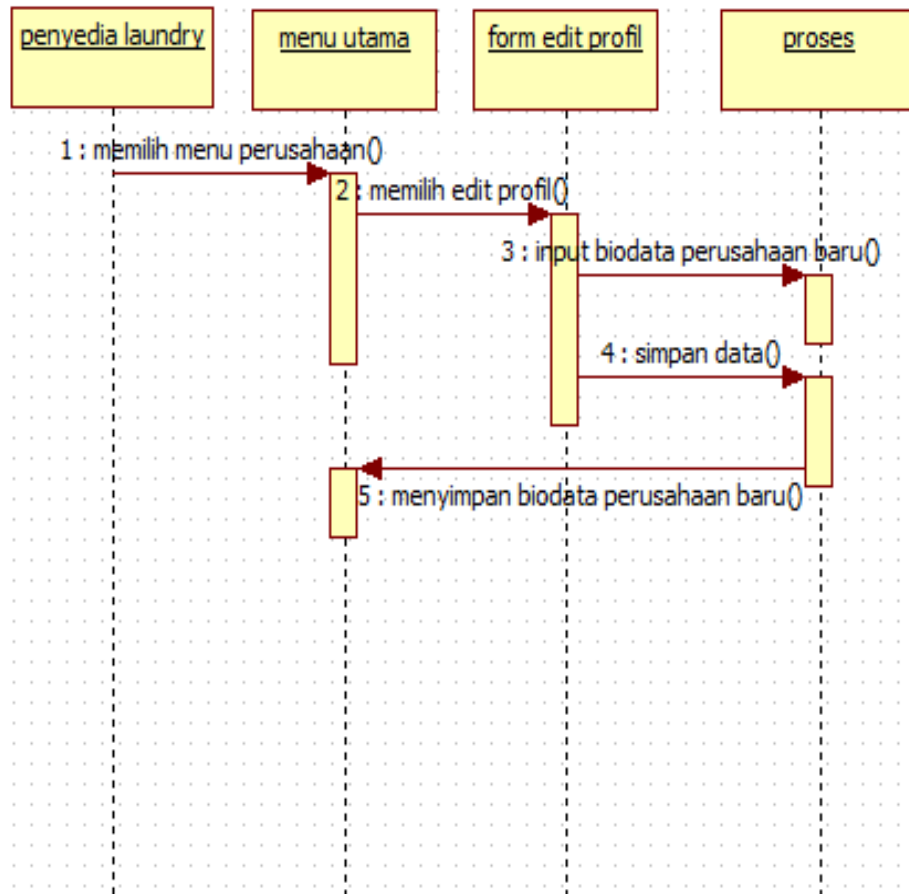 penyedia laundry
menu utama
form edit profil
proses
1 : memilih menu perusahaan()
2 : memilih edit profil()
3 : input biodata perusahaan baru()
4 : simpan data()
5 : menyimpan biodata perusahaan baru()